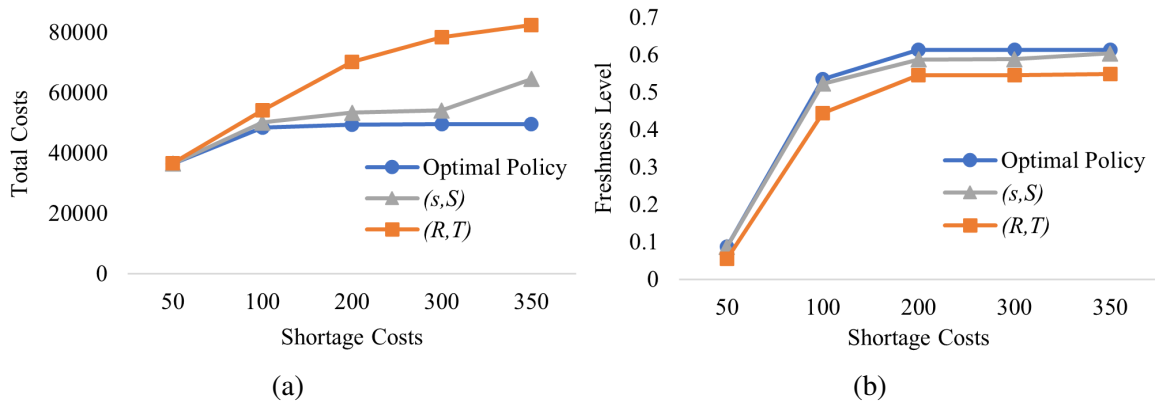 80000
60000
40000
20000
0
Total Costs
50 100 200 300 350
Shortage Costs
Optimal Policy
(s,S)
(R,T)
(a)
0.7
0.6
0.5
0.4
0.3
0.2
0.1
0
Freshness Level
50 100 200 300 350
Shortage Costs
Optimal Policy
(s,S)
(R,T)
(b)